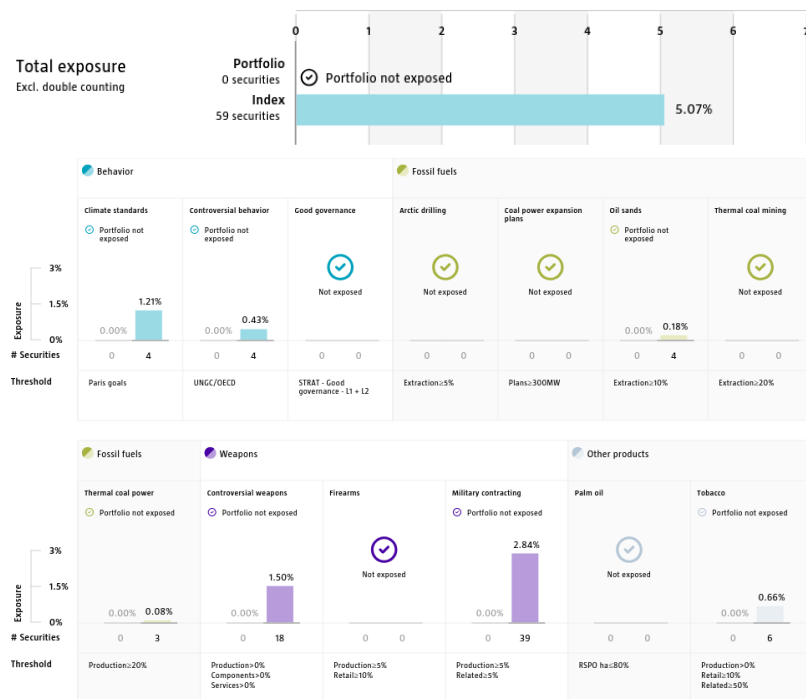 0 1 2 3 4 5 6 7
Total exposure
Excl. double counting
Portfolio
0 securities
Portfolio not exposed
Index
59 securities
5.07%
Behavior
Fossil fuels
Climate standards
Controversial behavior
Good governance
Arctic drilling
Coal power expansion
plans
Oil sands
Thermal coal mining
Portfolio not
exposed
Portfolio not
exposed
Not exposed
Not exposed
Not exposed
Portfolio not
exposed
Not exposed
Exposure
3%
1.5%
0%
0.00% 1.21%
0.00% 0.43%
0.00% 0.18%
# Securities 0 4 0 4 0 0 0 0 0 0 0 4 0 0
Threshold
Paris goals
UNGC/OECD
STRAT - Good
governance - L1 + L2
Extraction≥5%
Plans≥300MW
Extraction≥10%
Extraction≥20%
Fossil fuels
Weapons
Other products
Thermal coal power
Controversial weapons
Firearms
Military contracting
Palm oil
Tobacco
Portfolio not exposed
Portfolio not exposed
Not exposed
Portfolio not exposed
Not exposed
Portfolio not exposed
Exposure
3%
1.5%
0%
0.00% 0.08%
0.00% 1.50%
0.00% 2.84%
0.00% 0.66%
# Securities 0 3 0 18 0 0 0 39 0 0 0 6
Threshold
Production≥20%
Production>0%
Components>0%
Services>0%
Production≥5%
Retail≥10%
Production≥5%
Related≥5%
RSPO ha≤80%
Production>0%
Retail≥10%
Related≥50%